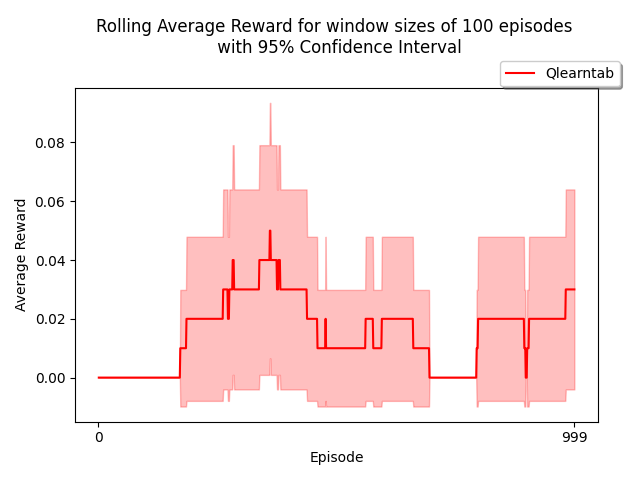 Rolling Average Reward for window sizes of 100 episodes
with 95% Confidence Interval
Qlearntab
0.08
0.06
0.04
0.02
0.00
Average Reward
0
999
Episode